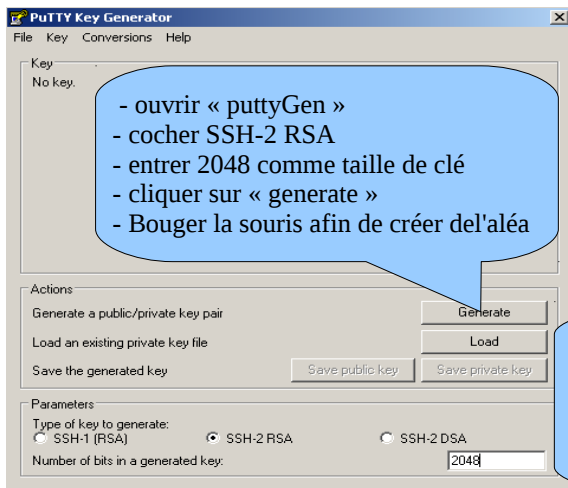 PuTTY Key Generator
File Key Conversions Help
Key
No key.
- ouvrir « puttyGen »
- cocher SSH-2 RSA
- entrer 2048 comme taille de clé
- cliquer sur « generate »
- Bouger la souris afin de créer del'aléa
Actions
Generate a public/private key pair
Generate
Load an existing private key file
Load
Save the generated key
Save public key
Save private key
Parameters
Type of key to generate:
SSH-1 (RSA)
SSH-2 RSA
SSH-2 DSA
Number of bits in a generated key:
2048